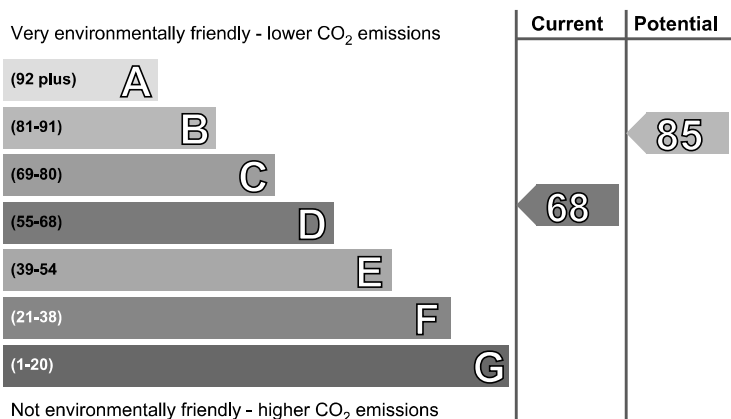 Very environmentally friendly - lower CO2 emissions
Current
Potential
(92 plus) A
(81-91) B
(69-80) C
(55-68) D
(39-54 E
(21-38) F
(1-20) G
85
68
Not environmentally friendly - higher CO2 emissions